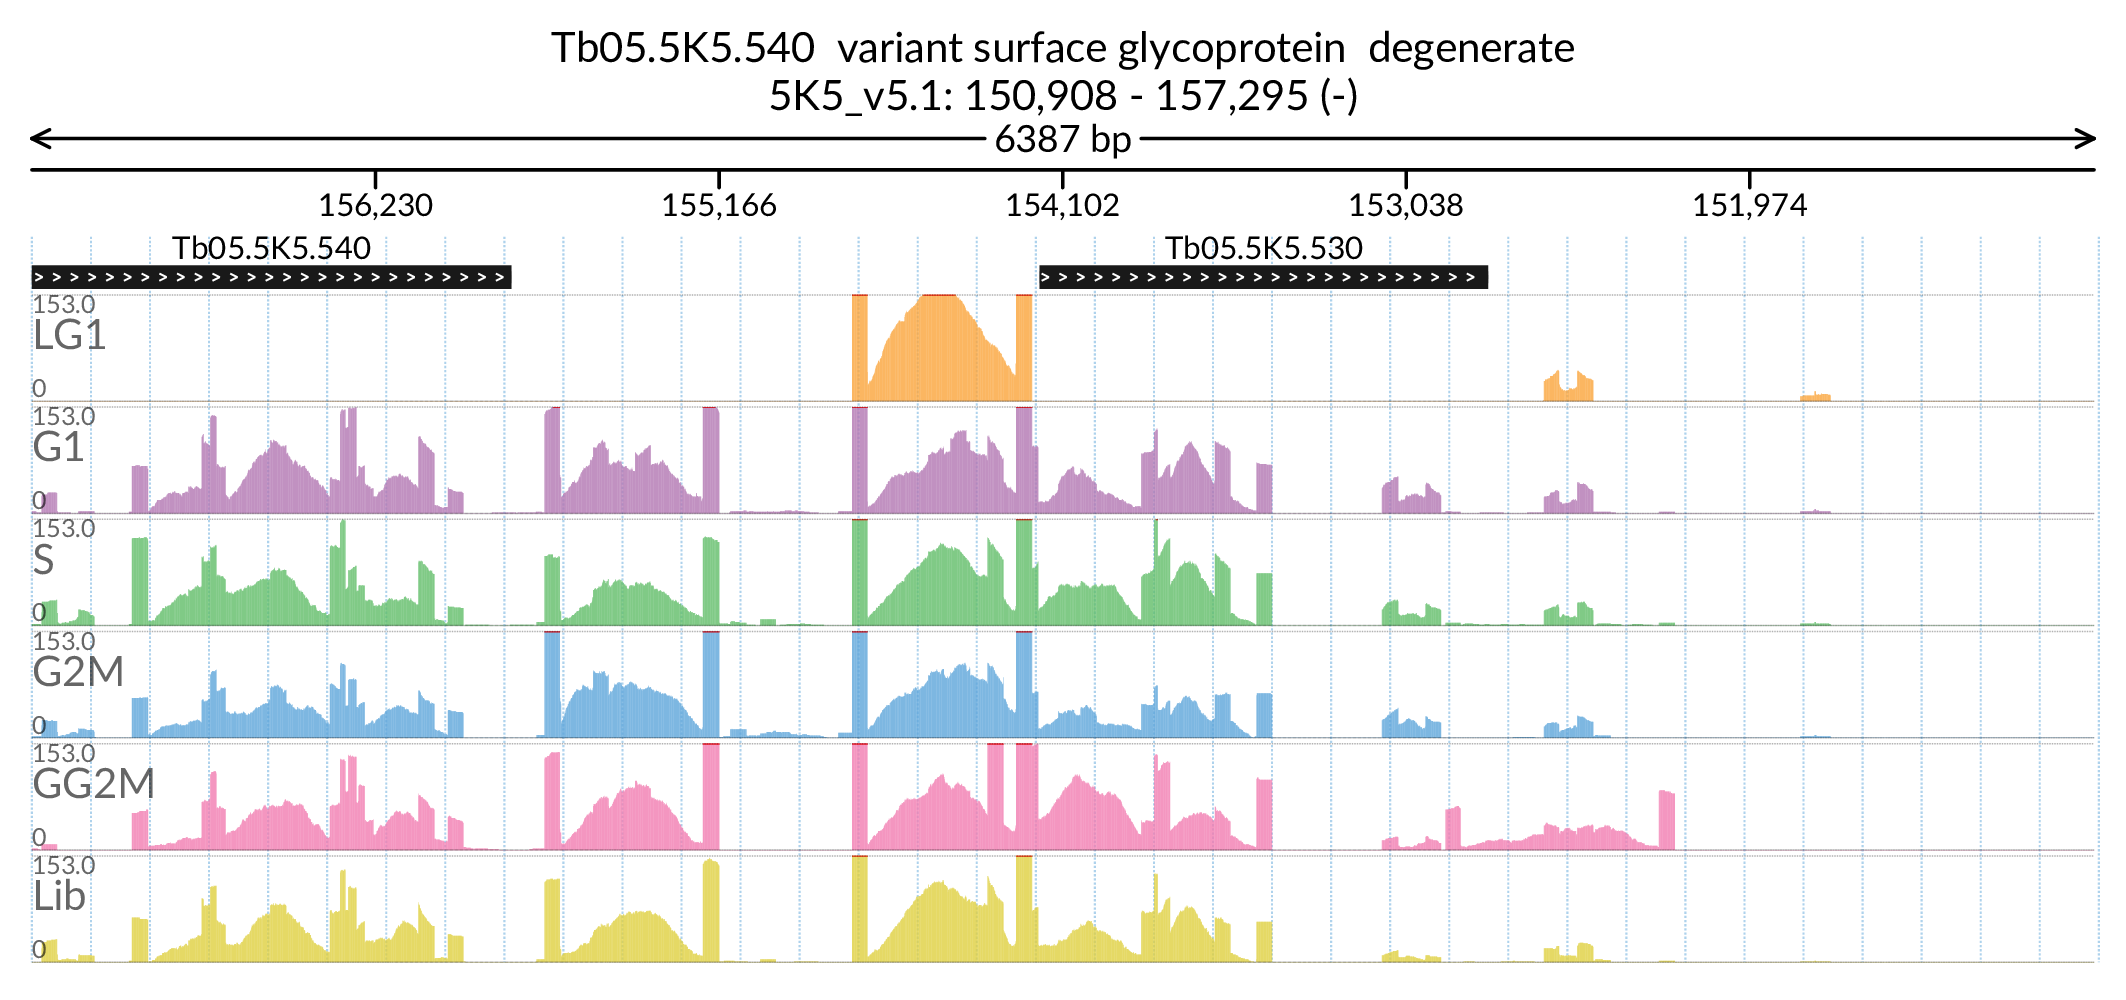 Tb05.5K5.540 variant surface glycoprotein degenerate
5K5_v5.1: 150,908 - 157,295 (-)
6387 bp
156,230 155,166 154,102 153,038 151,974
Tb05.5K5.540 Tb05.5K5.530
> > > > > > > > > > > > > > > > > > > > > > > > > > > > > > > > > > > > > > > > > > > > > > > > > > >
153.0
LG1
0
153.0
G1
0
153.0
S
0
153.0
G2M
0
153.0
GG2M
0
153.0
Lib
0